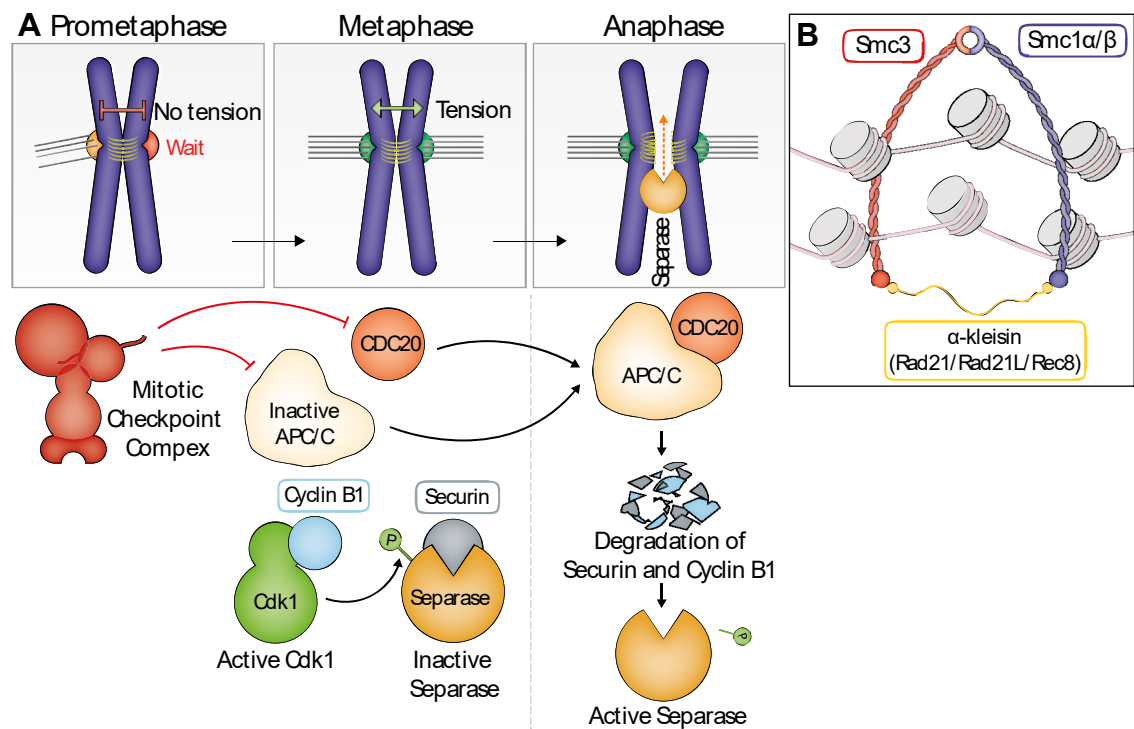 A
Prometaphase
Metaphase
Anaphase
No tension
Wait
Tension
Separase
Mitotic
Checkpoint
Compex
CDC20
Inactive
APC/C
Cyclin B1
Securin
P
Cdk1
Separase
Active Cdk1
Inactive
Separase
CDC20
APC/C
Degradation of
Securin and Cyclin B1
P
Active Separase
B
Smc3
Smc1α/β
α-kleisin
(Rad21/Rad21L/Rec8)